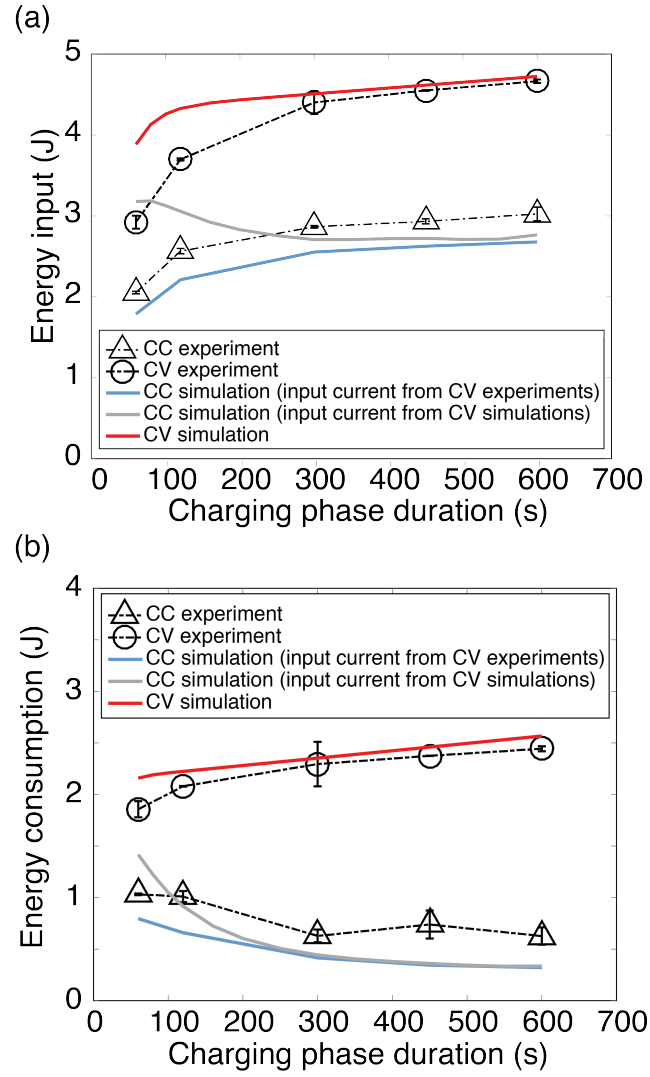 (a)
5
4
3
2
1
0
Energy input (J)
CC experiment
CV experiment
CC simulation (input current from CV experiments)
CC simulation (input current from CV simulations)
CV simulation
0 100 200 300 400 500 600 700
Charging phase duration (s)
(b)
4
3
2
1
0
Energy consumption (J)
CC experiment
CV experiment
CC simulation (input current from CV experiments)
CC simulation (input current from CV simulations)
CV simulation
0 100 200 300 400 500 600 700
Charging phase duration (s)